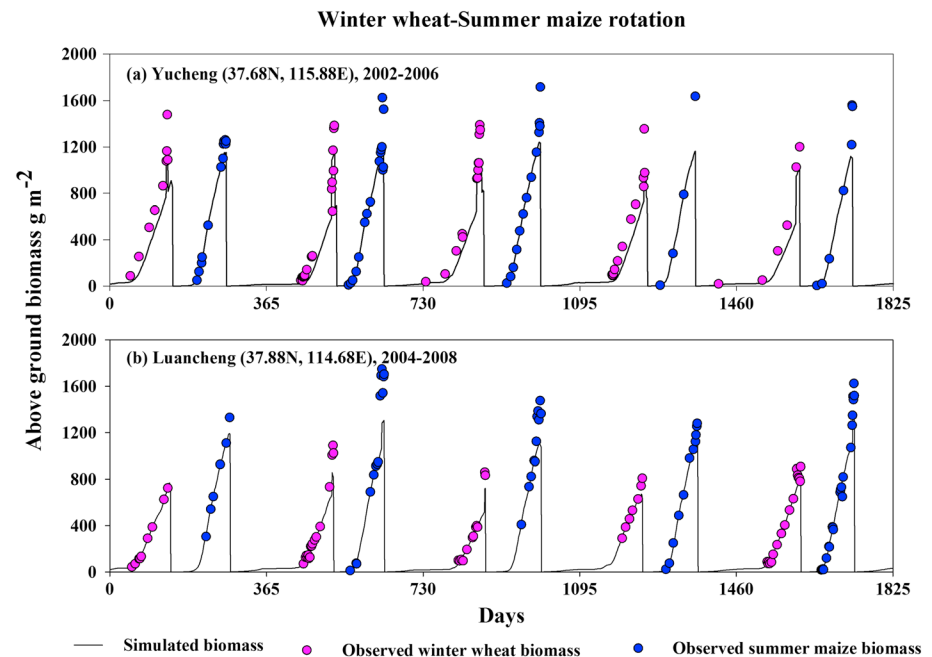 Winter wheat-Summer maize rotation
Above ground biomass g m-2
2000
(a) Yucheng (37.68N, 115.88E), 2002-2006
1600
1200
800
400
0
0 365 730 1095 1460 1825
2000
(b) Luancheng (37.88N, 114.68E), 2004-2008
1600
1200
800
400
0
0 365 730 1095 1460 1825
Days
Simulated biomass Observed winter wheat biomass Observed summer maize biomass